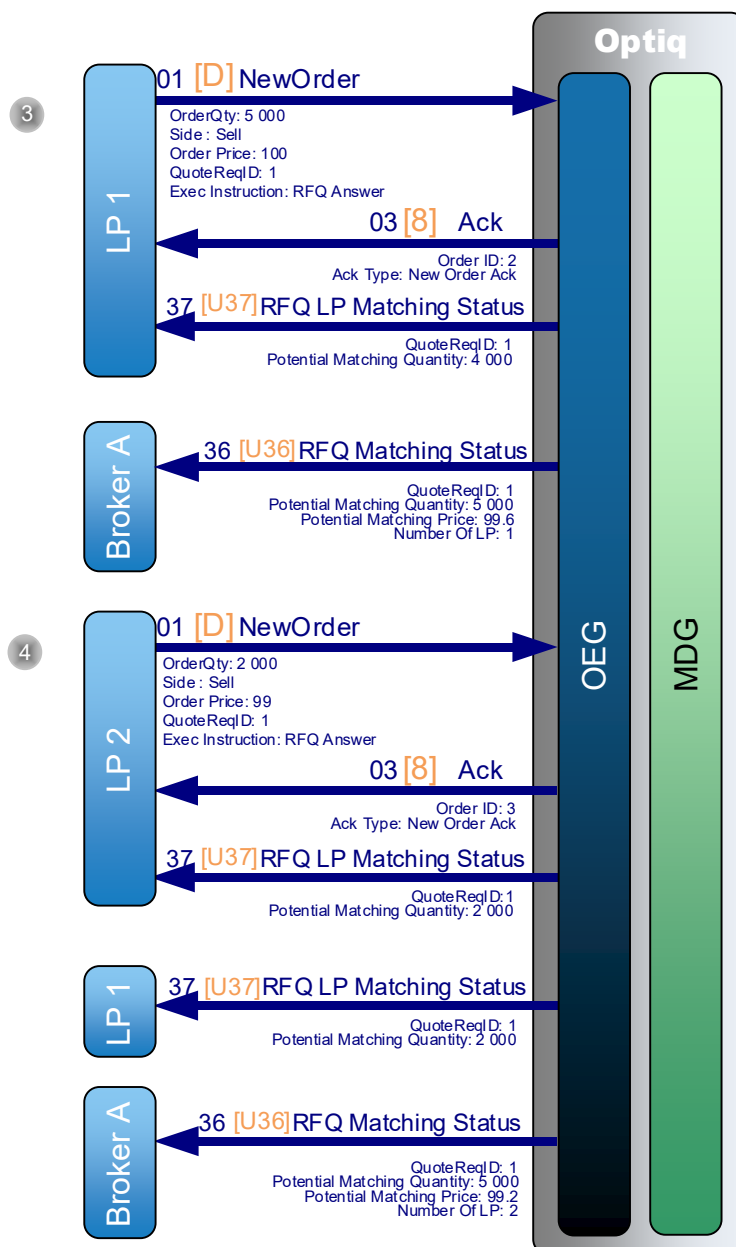 Optiq
3
LP 1
01 [D] NewOrder
OrderQty: 5 000
Side : Sell
Order Price: 100
QuoteReqID: 1
Exec Instruction: RFQ Answer
03 [8] Ack
Order ID: 2
Ack Type: New Order Ack
37 [U37] RFQ LP Matching Status
QuoteReqID: 1
Potential Matching Quantity: 4 000
Broker A
36 [U36] RFQ Matching Status
QuoteReqID: 1
Potential Matching Quantity: 5 000
Potential Matching Price: 99.6
Number Of LP: 1
OEG
MDG
4
LP 2
01 [D] NewOrder
OrderQty: 2 000
Side : Sell
Order Price: 99
QuoteReqID: 1
Exec Instruction: RFQ Answer
03 [8] Ack
Order ID: 3
Ack Type: New Order Ack
37 [U37] RFQ LP Matching Status
QuoteReqID: 1
Potential Matching Quantity: 2 000
LP 1
37 [U37] RFQ LP Matching Status
QuoteReqID: 1
Potential Matching Quantity: 2 000
Broker A
36 [U36] RFQ Matching Status
QuoteReqID: 1
Potential Matching Quantity: 5 000
Potential Matching Price: 99.2
Number Of LP: 2